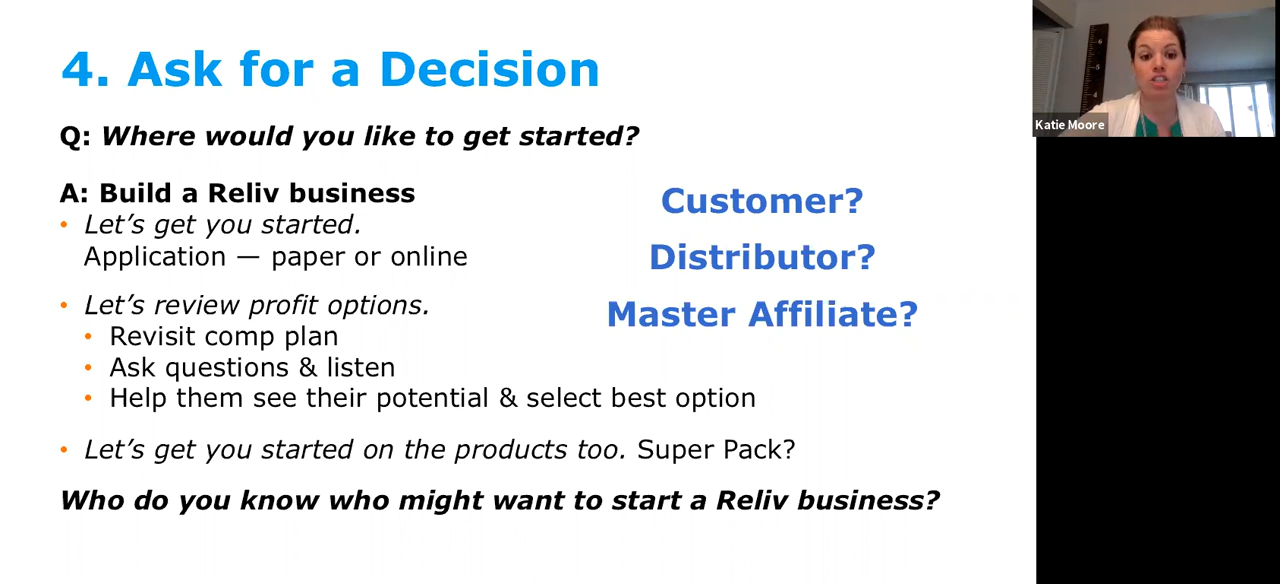 4. Ask for a Decision
Q: Where would you like to get started?
A: Build a Reliv business
• Let’s get you started.
Application — paper or online
• Let’s review profit options.
• Revisit comp plan
• Ask questions & listen
• Help them see their potential & select best option
• Let’s get you started on the products too. Super Pack?
Who do you know who might want to start a Reliv business?
Customer?
Distributor?
Master Affiliate?
Katie Moore